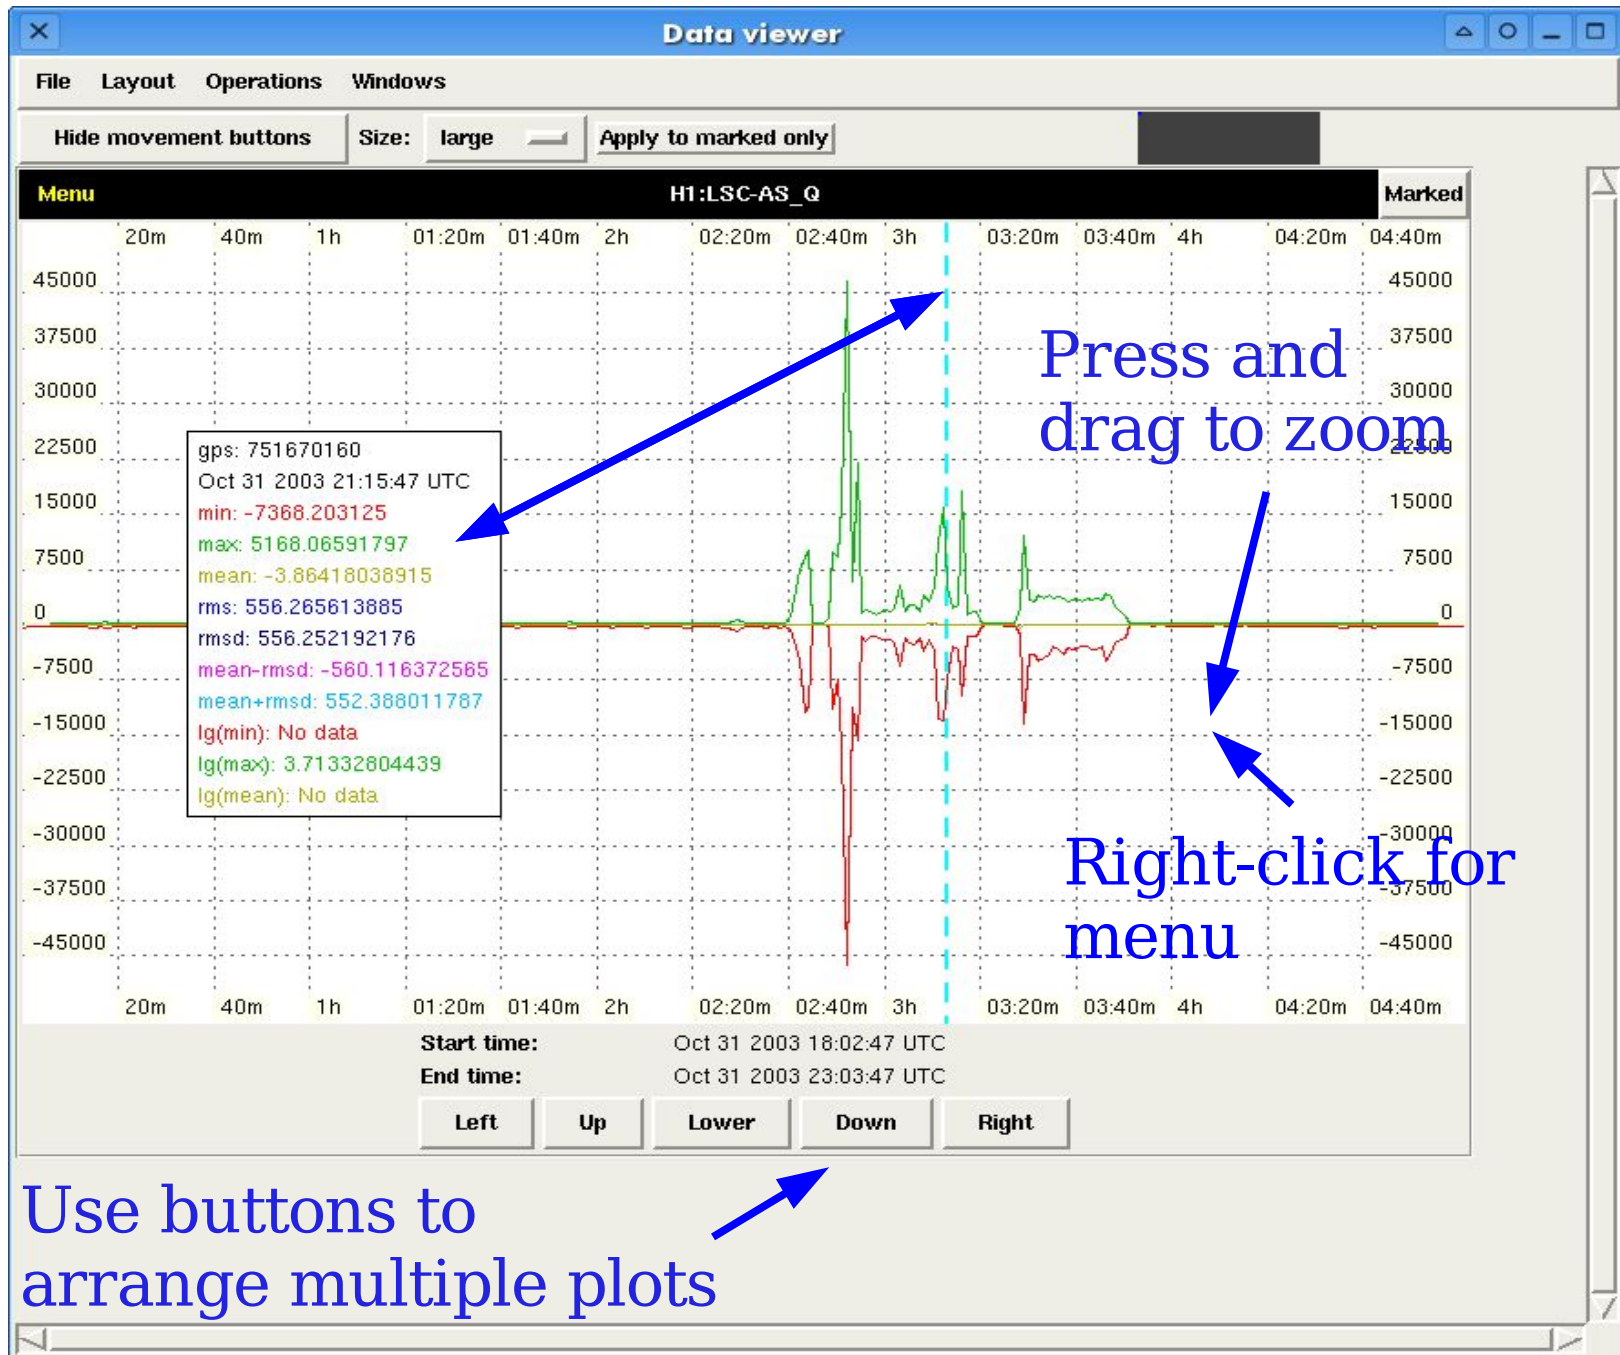 Data viewer
File Layout Operations Windows
Hide movement buttons Size: large Apply to marked only
Menu H1:LSC-AS_Q Marked
20m 40m 1h 01:20m 01:40m 2h 02:20m 02:40m 3h 03:20m 03:40m 4h 04:20m 04:40m
45000 45000
37500 37500
Press and
30000 30000
drag to zoom
22500 22500
gps: 751670160
Oct 31 2003 21:15:47 UTC
15000 15000
min: -7368.203125
max: 5168.06591797
7500 7500
mean: -3.86418038915
rms: 556.265613885
0 0
rmsd: 556.252192176
-7500 -7500
mean-rmsd: -560.116372565
mean+rmsd: 552.388011787
-15000 -15000
lg(min): No data
lg(max): 3.71332804439
-22500 -22500
lg(mean): No data
-30000 -30000
Right-click for
-37500 -37500
menu
-45000 -45000
20m 40m 1h 01:20m 01:40m 2h 02:20m 02:40m 3h 03:20m 03:40m 4h 04:20m 04:40m
Start time: Oct 31 2003 18:02:47 UTC
End time: Oct 31 2003 23:03:47 UTC
Left Up Lower Down Right
Use buttons to
arrange multiple plots